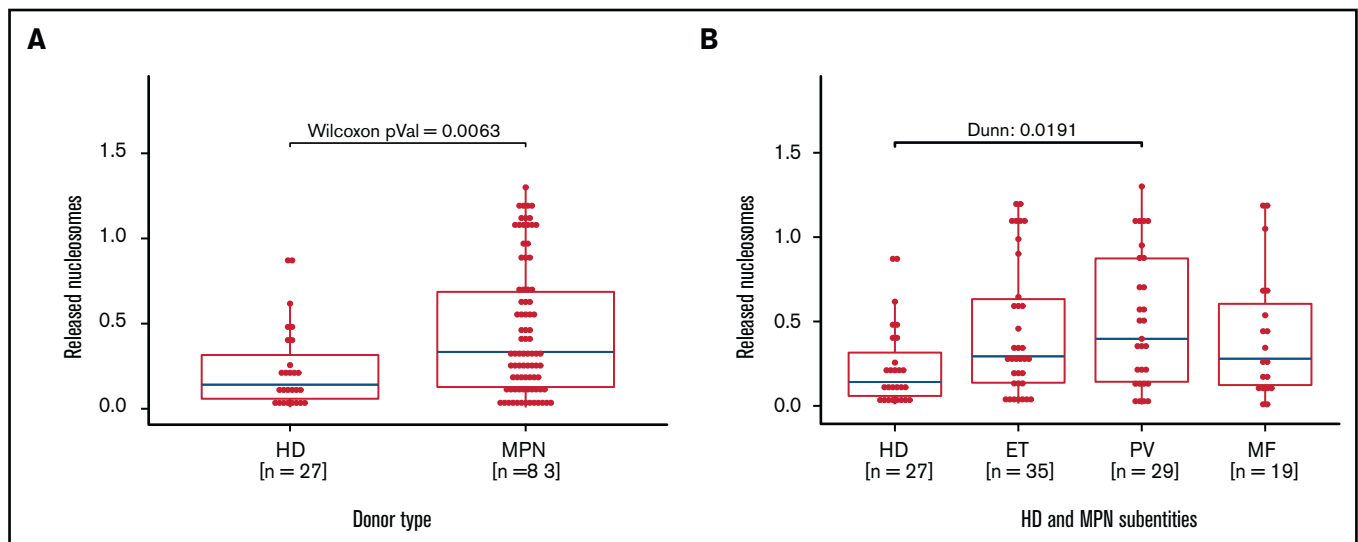 A
Wilcoxon pVal = 0.0063
1.5
1.0
0.5
0.0
Released nucleosomes
HD
[n = 27]
MPN
[n =8 3]
Donor type
B
Dunn: 0.0191
1.5
1.0
0.5
0.0
Released nucleosomes
HD
[n = 27]
ET
[n = 35]
PV
[n = 29]
MF
[n = 19]
HD and MPN subentities